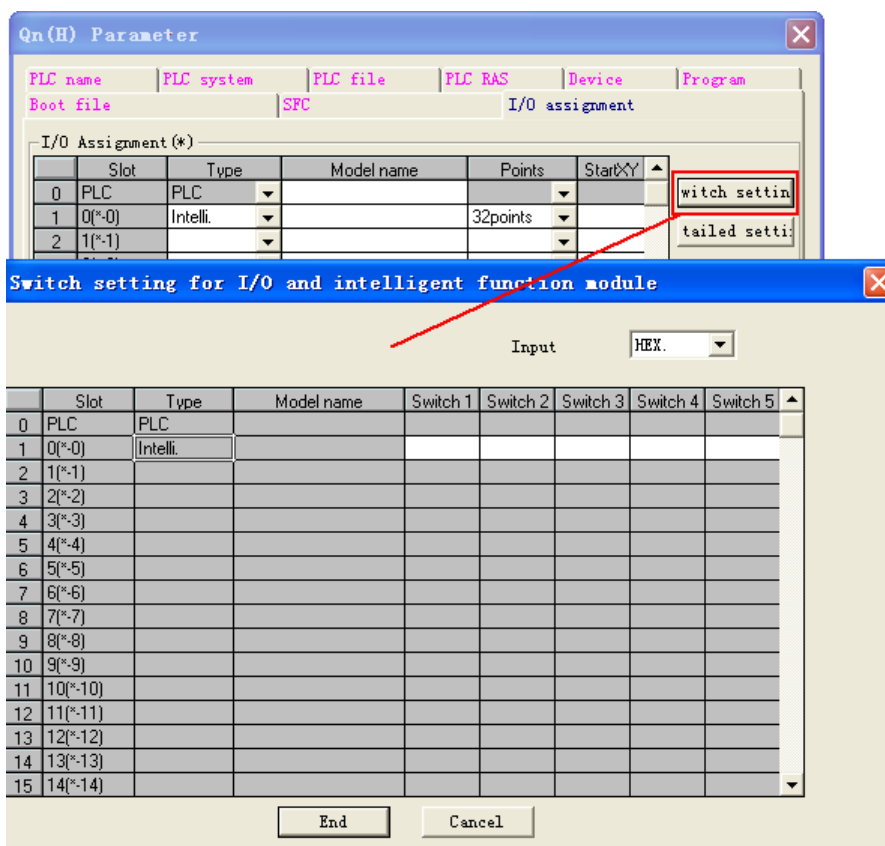 Qn(H) Parameter
PLC name PLC system PLC file PLC RAS Device Program
Boot file SFC I/O assignment
I/O Assignment(*)
Slot Type Model name Points StartXY
0 PLC PLC
1 0(*-0) Intelli. 32points
2 1(*-1)
witch settin
tailed setti
Switch setting for I/O and intelligent function module
Input HEX.
Slot Type Model name Switch 1 Switch 2 Switch 3 Switch 4 Switch 5
0 PLC PLC
1 0(*-0) Intelli.
2 1(*-1)
3 2(*-2)
4 3(*-3)
5 4(*-4)
6 5(*-5)
7 6(*-6)
8 7(*-7)
9 8(*-8)
10 9(*-9)
11 10(*-10)
12 11(*-11)
13 12(*-12)
14 13(*-13)
15 14(*-14)
End Cancel